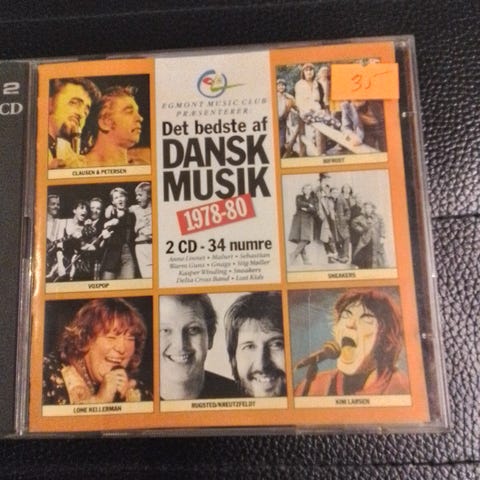 2
CD
EGMONT MUSIC CLUB
PRÆSENTERER:
35
Det bedste af
DANSK
MUSIK
1978-80
2 CD - 34 numre
Anne Linnet • Malurt • Sebastian
Warm Guns • Gnags • Stig Møller
Kasper Winding • Sneakers
Delta Cross Band • Lost Kids
CLAUSEN & PETERSEN
BIFROST
VOXPOP
SNEAKERS
LONE KELLERMAN
RUGSTED/KREUTZFELDT
KIM LARSEN